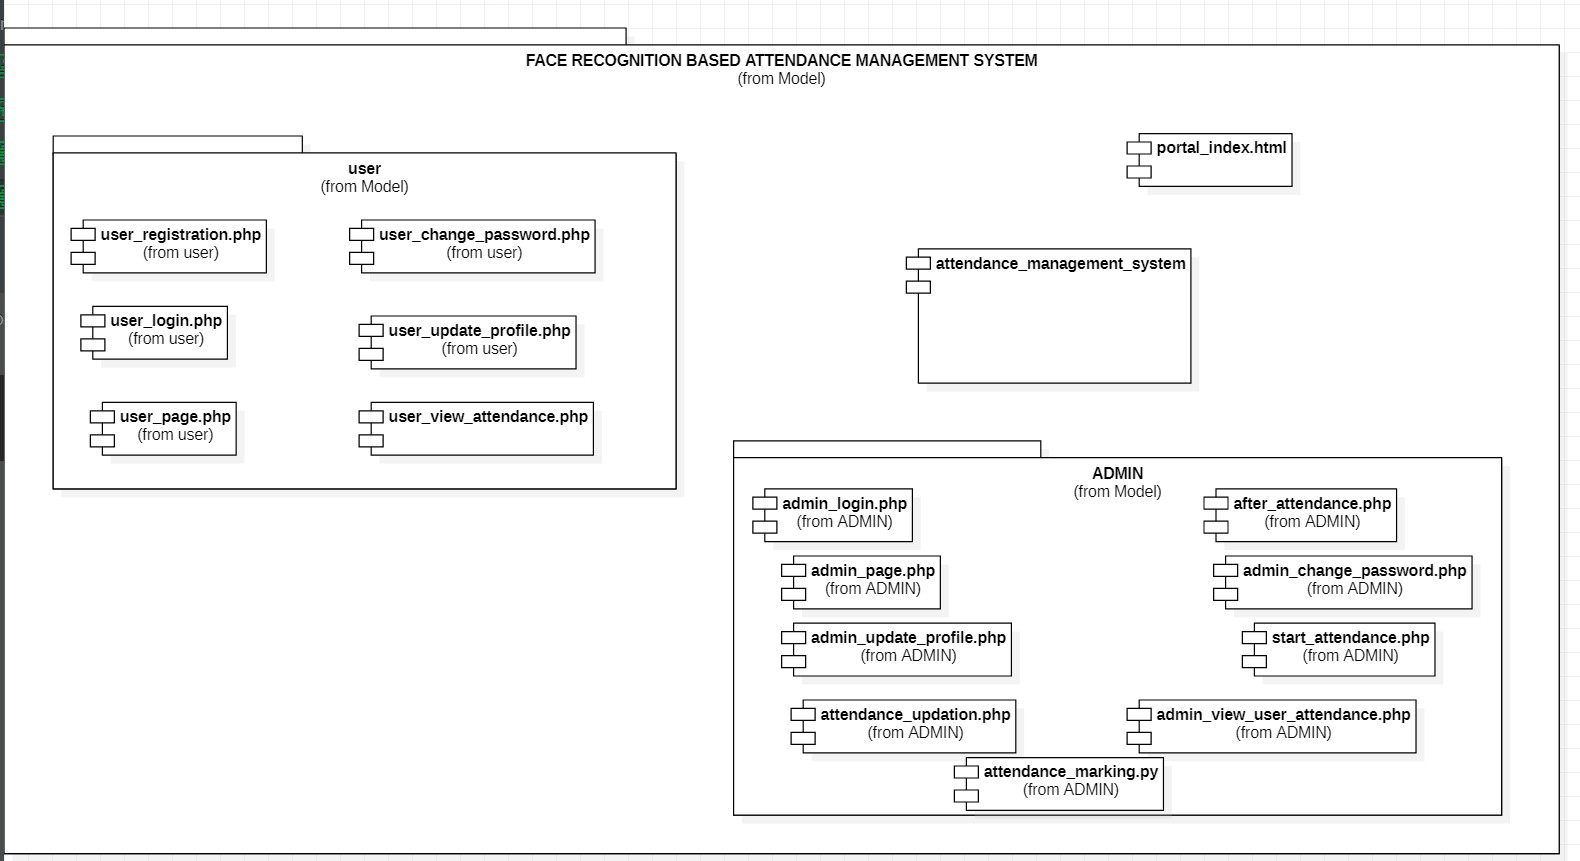 FACE RECOGNITION BASED ATTENDANCE MANAGEMENT SYSTEM
(from Model)
portal_index.html
user
(from Model)
user_registration.php
(from user)
user_change_password.php
(from user)
attendance_management_system
user_login.php
(from user)
user_update_profile.php
(from user)
user_page.php
(from user)
user_view_attendance.php
ADMIN
(from Model)
admin_login.php
(from ADMIN)
after_attendance.php
(from ADMIN)
admin_page.php
(from ADMIN)
admin_change_password.php
(from ADMIN)
admin_update_profile.php
(from ADMIN)
start_attendance.php
(from ADMIN)
attendance_updation.php
(from ADMIN)
admin_view_user_attendance.php
(from ADMIN)
attendance_marking.py
(from ADMIN)